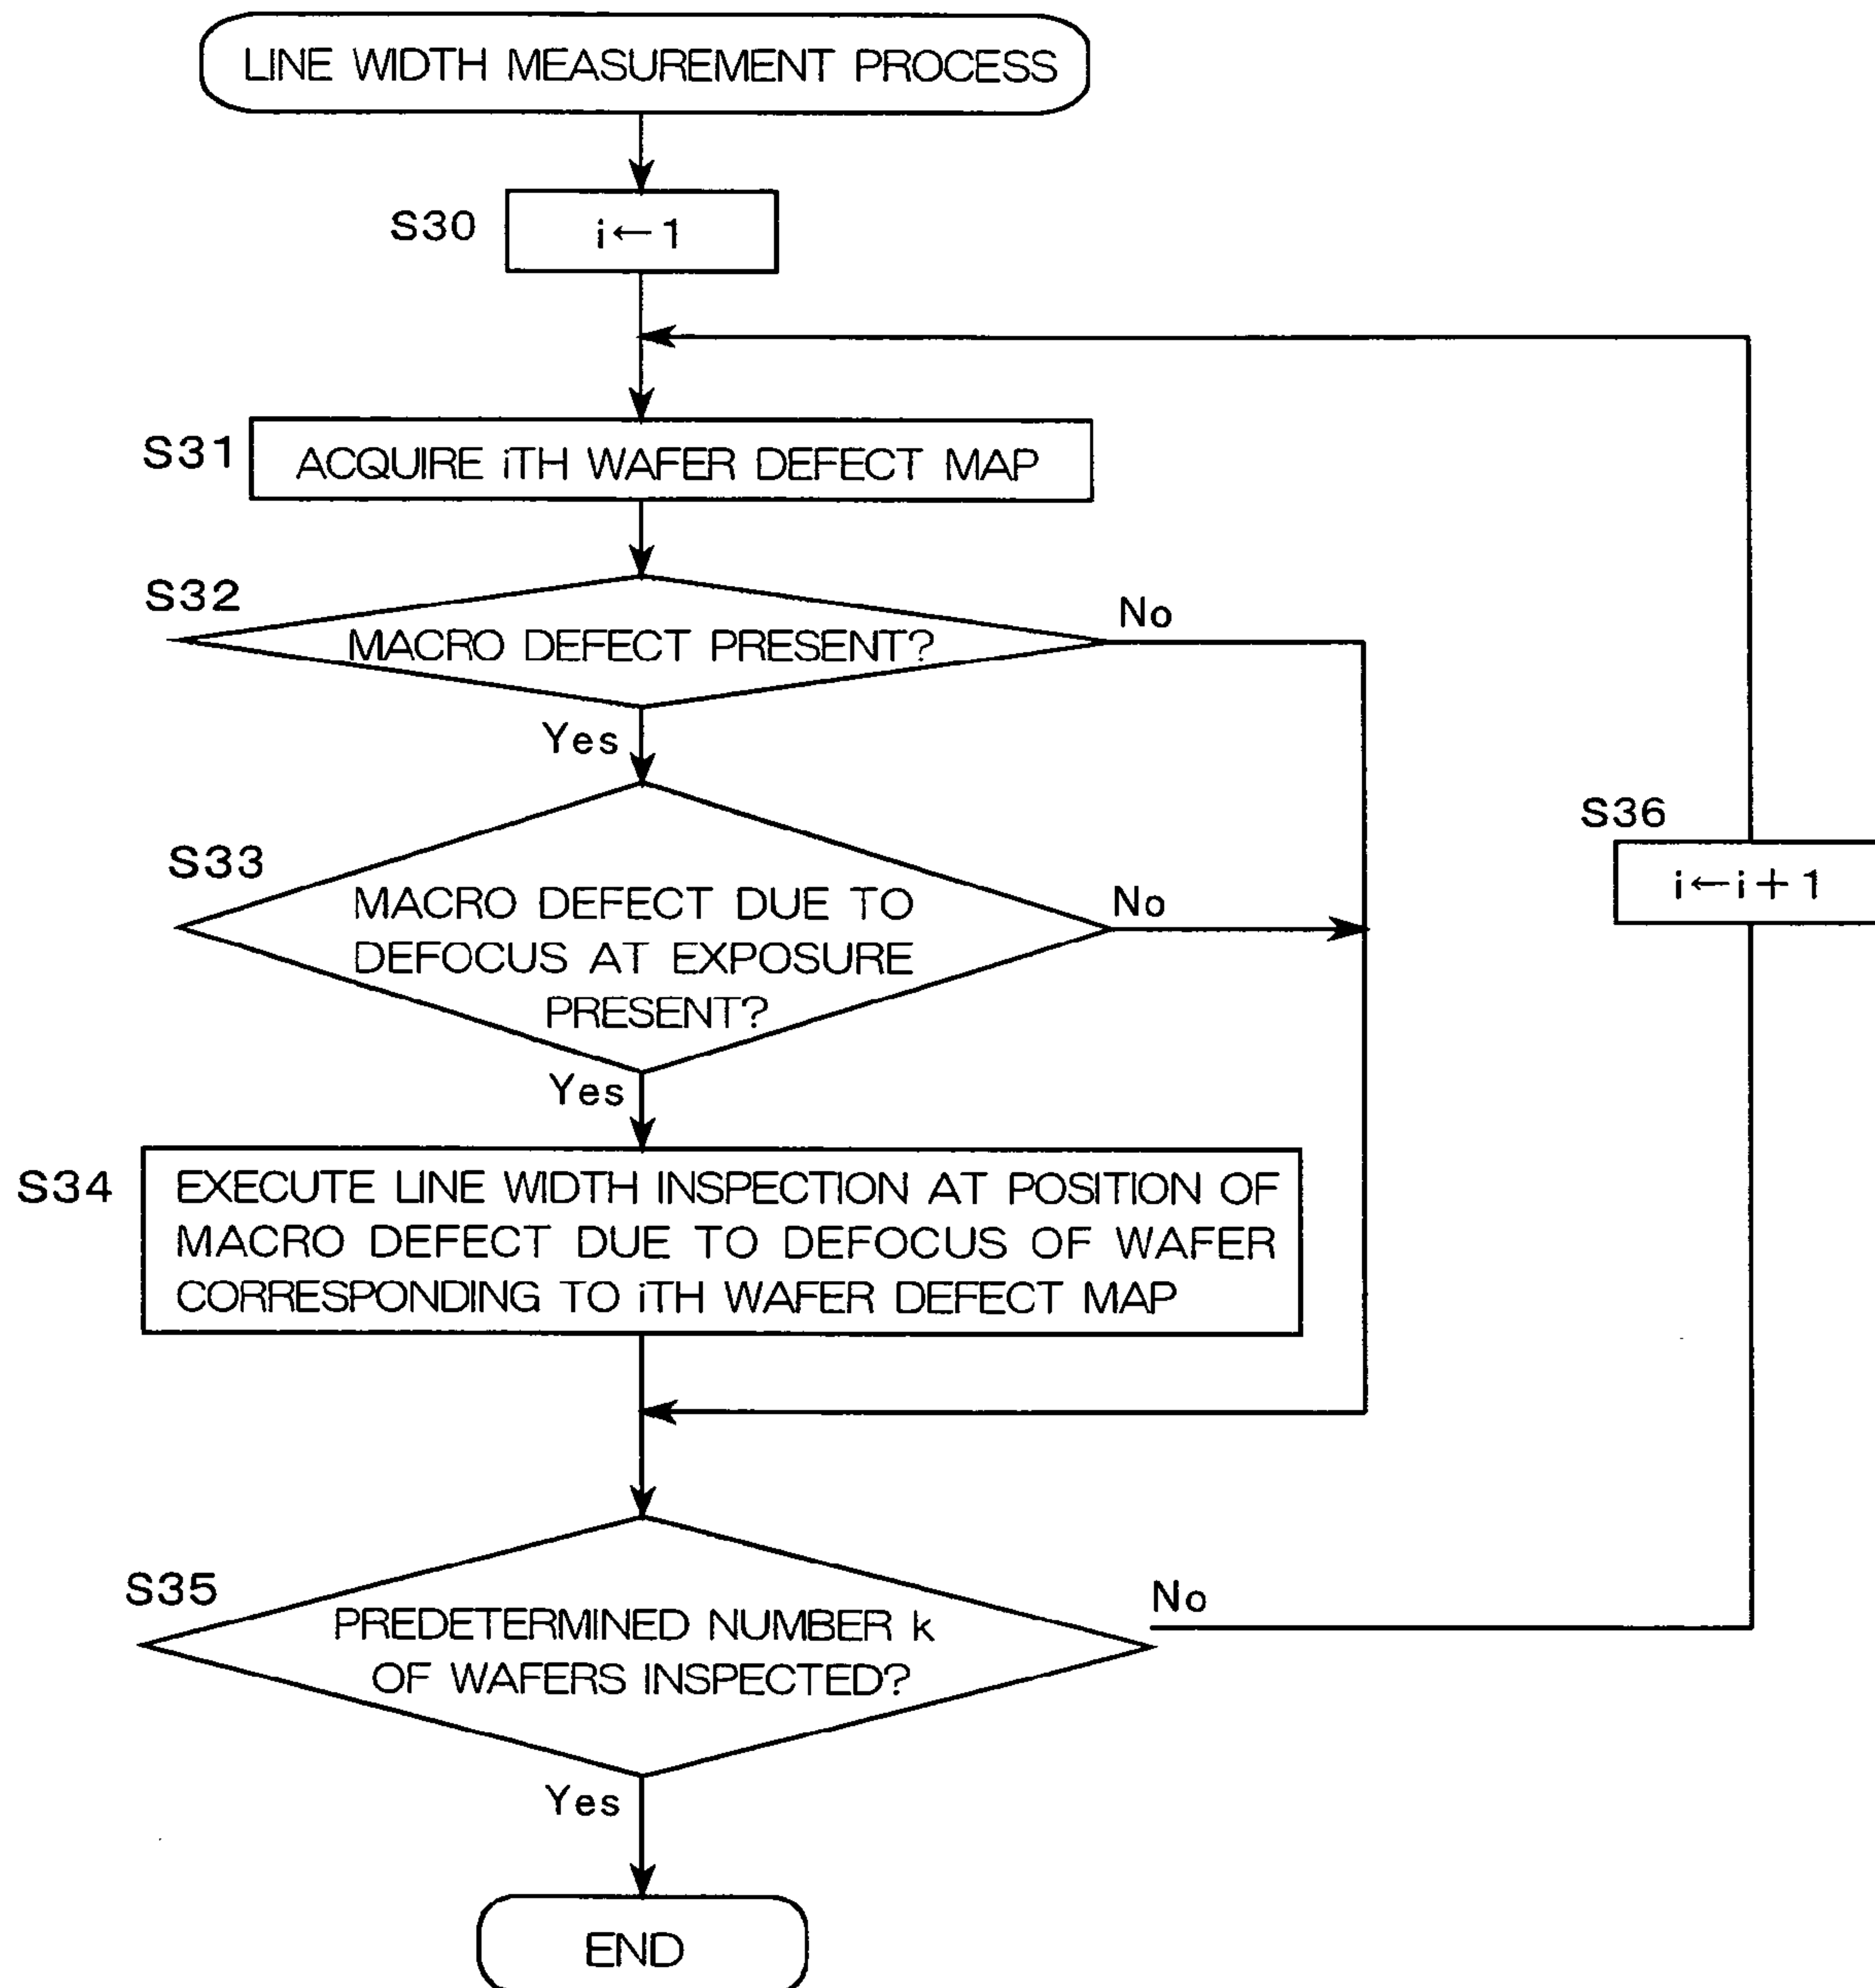 LINE WIDTH MEASUREMENT PROCESS
S30
i←1
S31
ACQUIRE iTH WAFER DEFECT MAP
S32
MACRO DEFECT PRESENT?
No
Yes
S33
MACRO DEFECT DUE TO
DEFOCUS AT EXPOSURE
PRESENT?
No
Yes
S36
i←i+1
S34
EXECUTE LINE WIDTH INSPECTION AT POSITION OF
MACRO DEFECT DUE TO DEFOCUS OF WAFER
CORRESPONDING TO iTH WAFER DEFECT MAP
S35
PREDETERMINED NUMBER k
OF WAFERS INSPECTED?
No
Yes
END